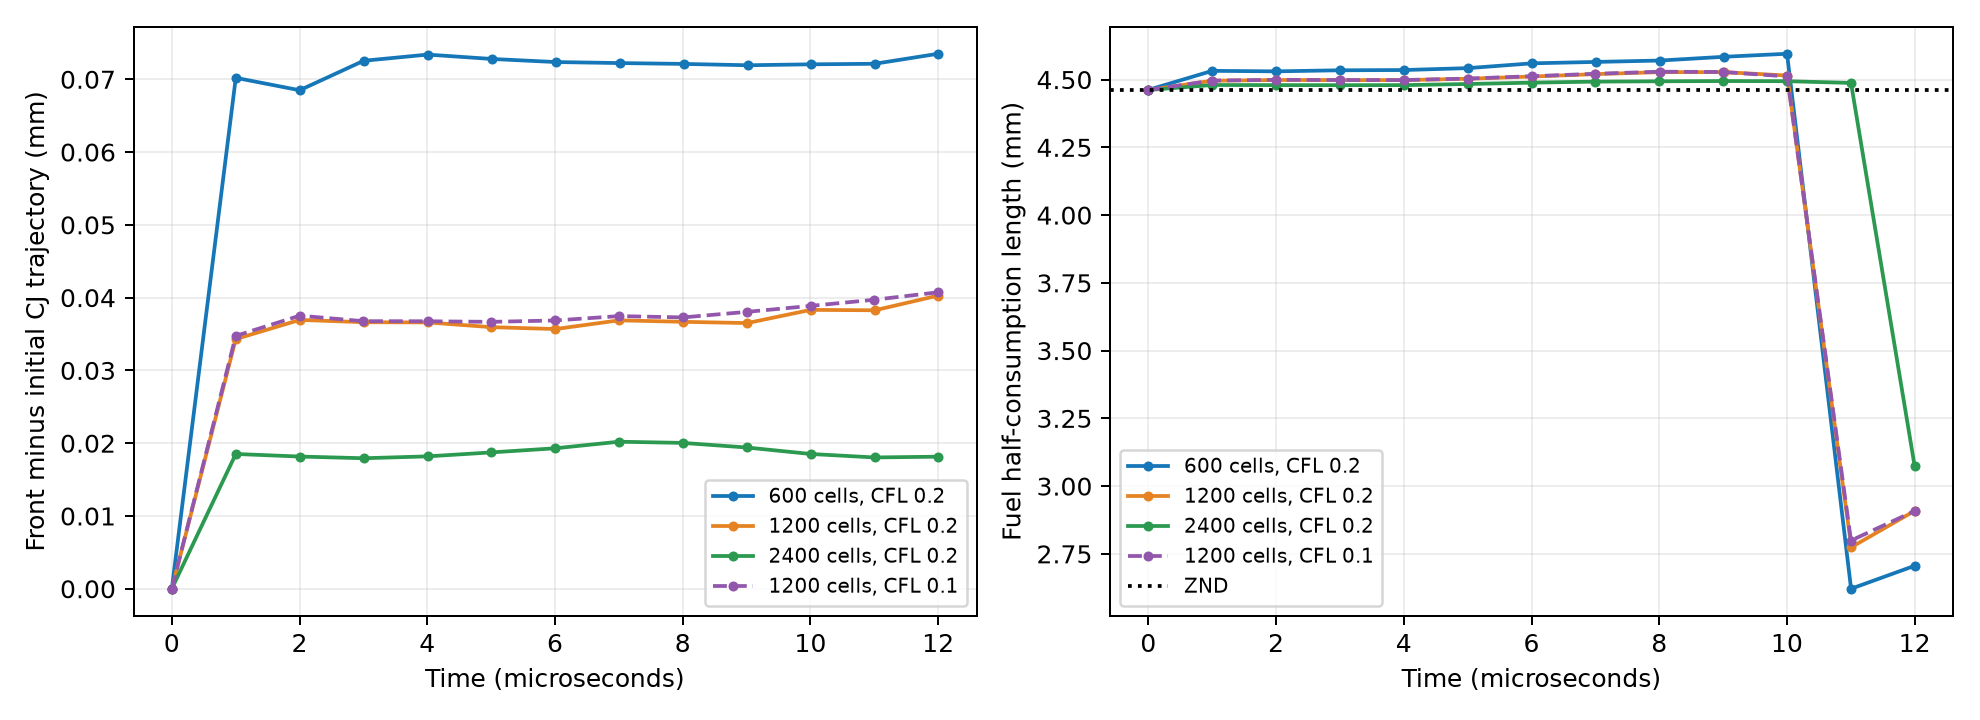 Front minus initial CJ trajectory (mm)
0.07
0.06
0.05
0.04
0.03
0.02
0.01
0.00
0 2 4 6 8 10 12
Time (microseconds)
600 cells, CFL 0.2
1200 cells, CFL 0.2
2400 cells, CFL 0.2
1200 cells, CFL 0.1
Fuel half-consumption length (mm)
4.50
4.25
4.00
3.75
3.50
3.25
3.00
2.75
0 2 4 6 8 10 12
Time (microseconds)
600 cells, CFL 0.2
1200 cells, CFL 0.2
2400 cells, CFL 0.2
1200 cells, CFL 0.1
ZND